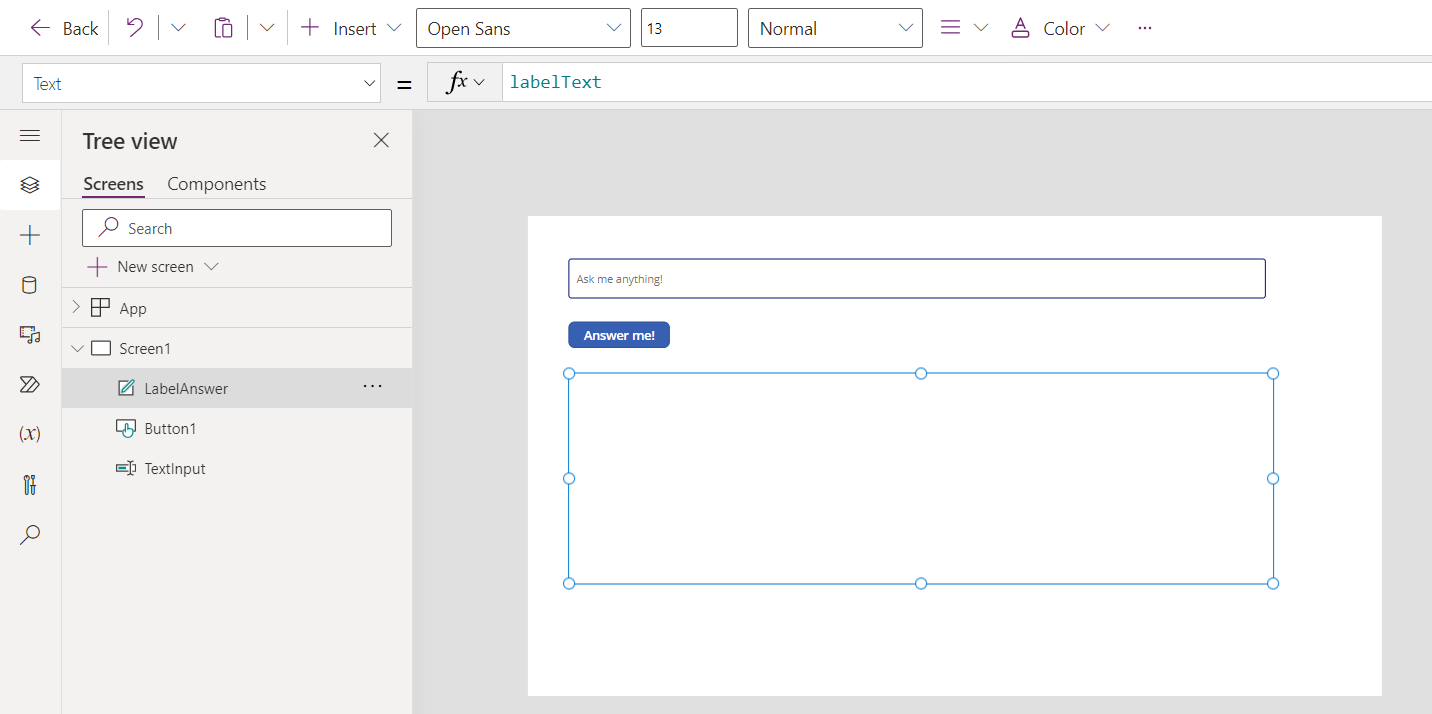 Back Insert Open Sans 13 Normal Color ...
Text = fx labelText
Tree view
Screens Components
Search
New screen
App
Screen1
LabelAnswer ...
Button1
TextInput
(x)
Ask me anything!
Answer me!